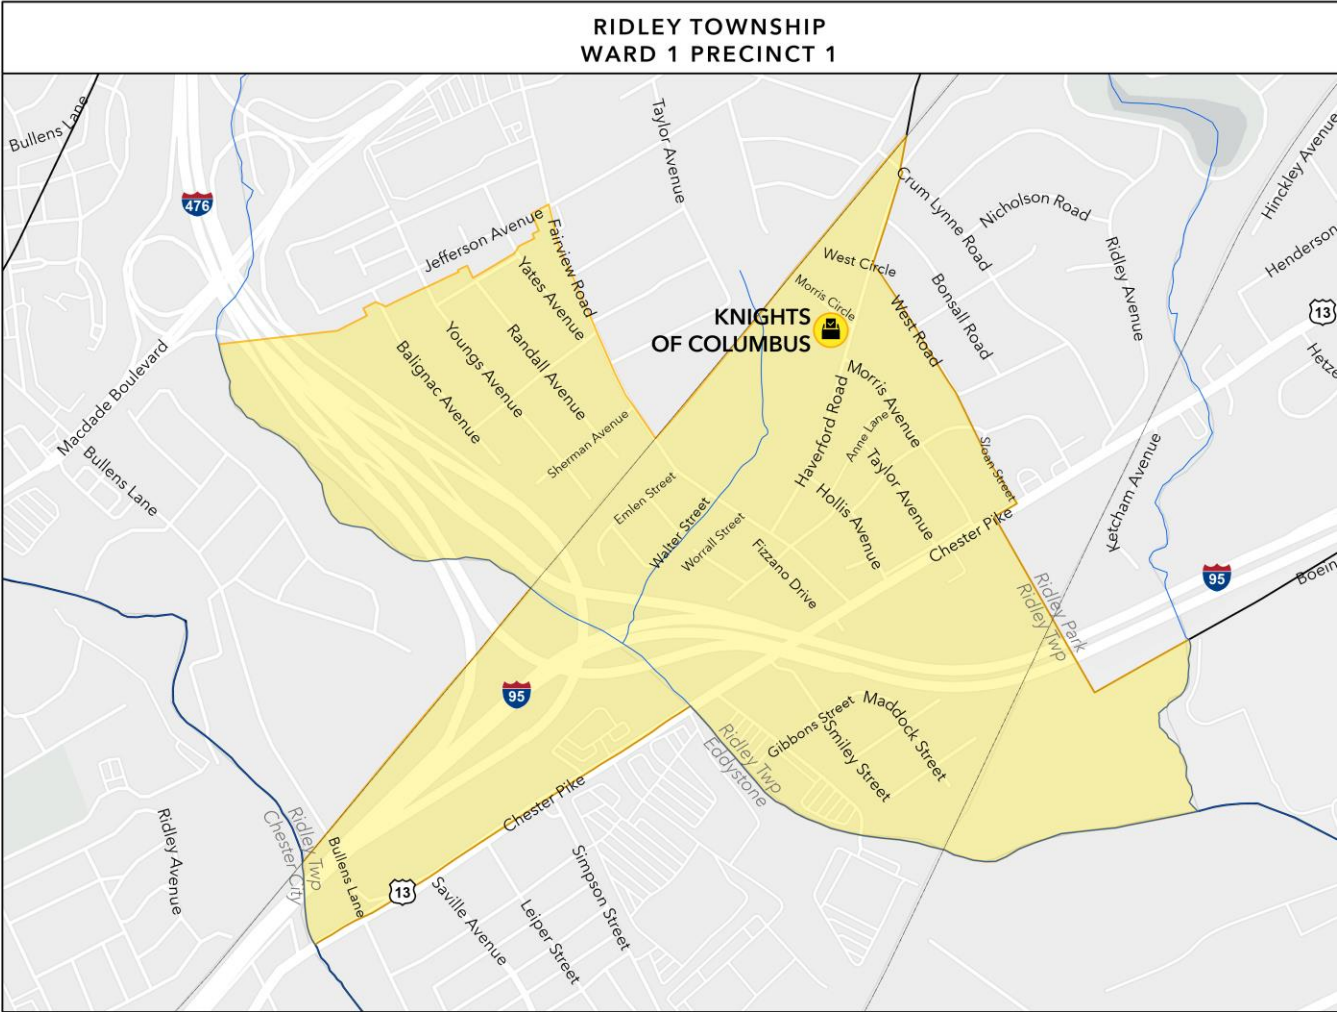 RIDLEY TOWNSHIP
WARD 1 PRECINCT 1
Bullens Lane
476
Taylor Avenue
Hinckley Avenue
Crum Lynne Road
Nicholson Road
Jefferson Avenue
Fairview Road
Ridley Avenue
Henderson
West Circle
Yates Avenue
Morris Circle
Bonsall Road
13
KNIGHTS
OF COLUMBUS
West Road
Macdade Boulevard
Balignac Avenue
Youngs Avenue
Randall Avenue
Hetze
Morris Avenue
Haverford Road
Anne Lane
Sherman Avenue
Bullens Lane
Sloan Street
Taylor Avenue
Ketcham Avenue
Emlen Street
Hollis Avenue
Walter Street
Worrall Street
Chester Pike
Fizzano Drive
95
Boein
Ridley Park
Ridley Twp
95
Gibbons Street
Maddock Street
Smiley Street
Ridley Twp
Eddystone
Chester Pike
Ridley Avenue
Ridley Twp
Chester City
Bullens Lane
13
Saville Avenue
Leiper Street
Simpson Street